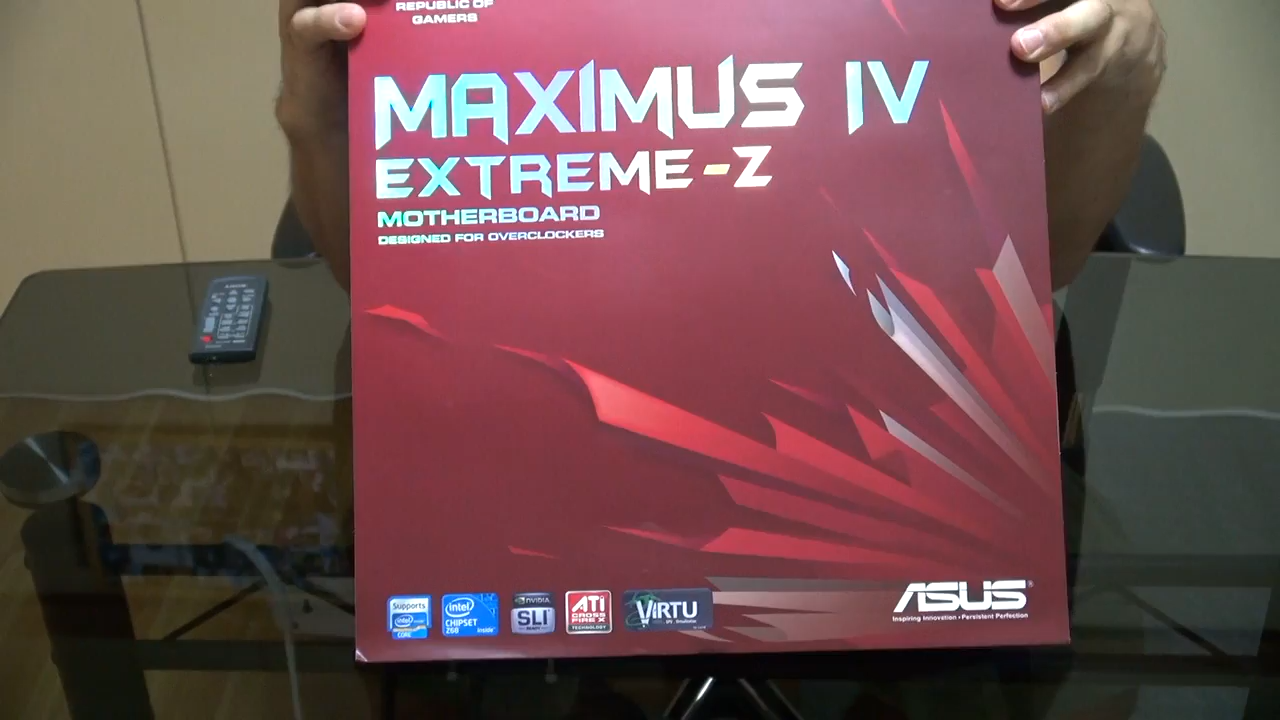 REPUBLIC OF
GAMERS
MAXIMUS IV
EXTREME-Z
MOTHERBOARD
DESIGNED FOR OVERCLOCKERS
Supports
intel
CORE
intel
CHIPSET
Z68
inside
NVIDIA
SLI
READY
ATI
CROSS
FIRE X
TECHNOLOGY
VIRTU
ASUS
Inspiring Innovation • Persistent Perfection